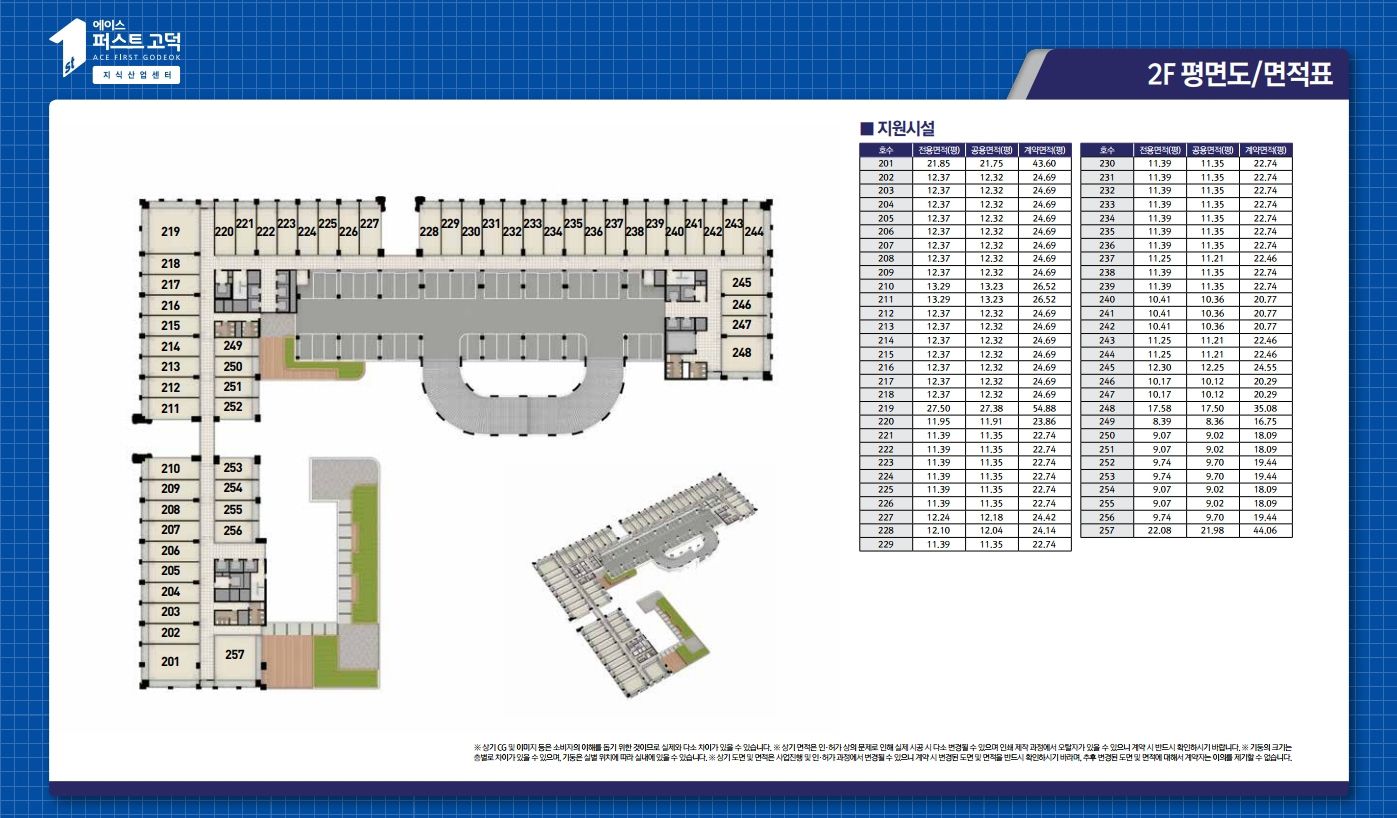 에이스
퍼스트 고덕
ACE FIRST GODEOK
지식산업센터
1st
2F 평면도/면적표
219
220
221
222
223
224
225
226
227
228
229
230
231
232
233
234
235
236
237
238
239
240
241
242
243
244
218
217
216
215
214
213
212
211
249
250
251
252
245
246
247
248
210
209
208
207
206
205
204
203
202
201
253
254
255
256
257
■ 지원시설
호수 전용면적(평) 공용면적(평) 계약면적(평)
201 21.85 21.75 43.60
202 12.37 12.32 24.69
203 12.37 12.32 24.69
204 12.37 12.32 24.69
205 12.37 12.32 24.69
206 12.37 12.32 24.69
207 12.37 12.32 24.69
208 12.37 12.32 24.69
209 12.37 12.32 24.69
210 13.29 13.23 26.52
211 13.29 13.23 26.52
212 12.37 12.32 24.69
213 12.37 12.32 24.69
214 12.37 12.32 24.69
215 12.37 12.32 24.69
216 12.37 12.32 24.69
217 12.37 12.32 24.69
218 12.37 12.32 24.69
219 27.50 27.38 54.88
220 11.95 11.91 23.86
221 11.39 11.35 22.74
222 11.39 11.35 22.74
223 11.39 11.35 22.74
224 11.39 11.35 22.74
225 11.39 11.35 22.74
226 11.39 11.35 22.74
227 12.24 12.18 24.42
228 12.10 12.04 24.14
229 11.39 11.35 22.74
호수 전용면적(평) 공용면적(평) 계약면적(평)
230 11.39 11.35 22.74
231 11.39 11.35 22.74
232 11.39 11.35 22.74
233 11.39 11.35 22.74
234 11.39 11.35 22.74
235 11.39 11.35 22.74
236 11.39 11.35 22.74
237 11.25 11.21 22.46
238 11.39 11.35 22.74
239 11.39 11.35 22.74
240 10.41 10.36 20.77
241 10.41 10.36 20.77
242 10.41 10.36 20.77
243 11.25 11.21 22.46
244 11.25 11.21 22.46
245 12.30 12.25 24.55
246 10.17 10.12 20.29
247 10.17 10.12 20.29
248 17.58 17.50 35.08
249 8.39 8.36 16.75
250 9.07 9.02 18.09
251 9.07 9.02 18.09
252 9.74 9.70 19.44
253 9.74 9.70 19.44
254 9.07 9.02 18.09
255 9.07 9.02 18.09
256 9.74 9.70 19.44
257 22.08 21.98 44.06
※ 상기 CG 및 이미지 등은 소비자의 이해를 돕기 위한 것이므로 실제와 다소 차이가 있을 수 있습니다. ※ 상기 면적은 인·허가 상의 문제로 인해 실제 시공 시 다소 변경될 수 있으며 인쇄 제작 과정에서 오탈자가 있을 수 있으니 계약 시 반드시 확인하시기 바랍니다. ※ 기둥의 크기는
층별로 차이가 있을 수 있으며, 기둥은 실별 위치에 따라 실내에 있을 수 있습니다. ※ 상기 도면 및 면적은 사업진행 및 인·허가 과정에서 변경될 수 있으니 계약 시 변경된 도면 및 면적을 반드시 확인하시기 바라며, 추후 변경된 도면 및 면적에 대해서 계약자는 이의를 제기할 수 없습니다.